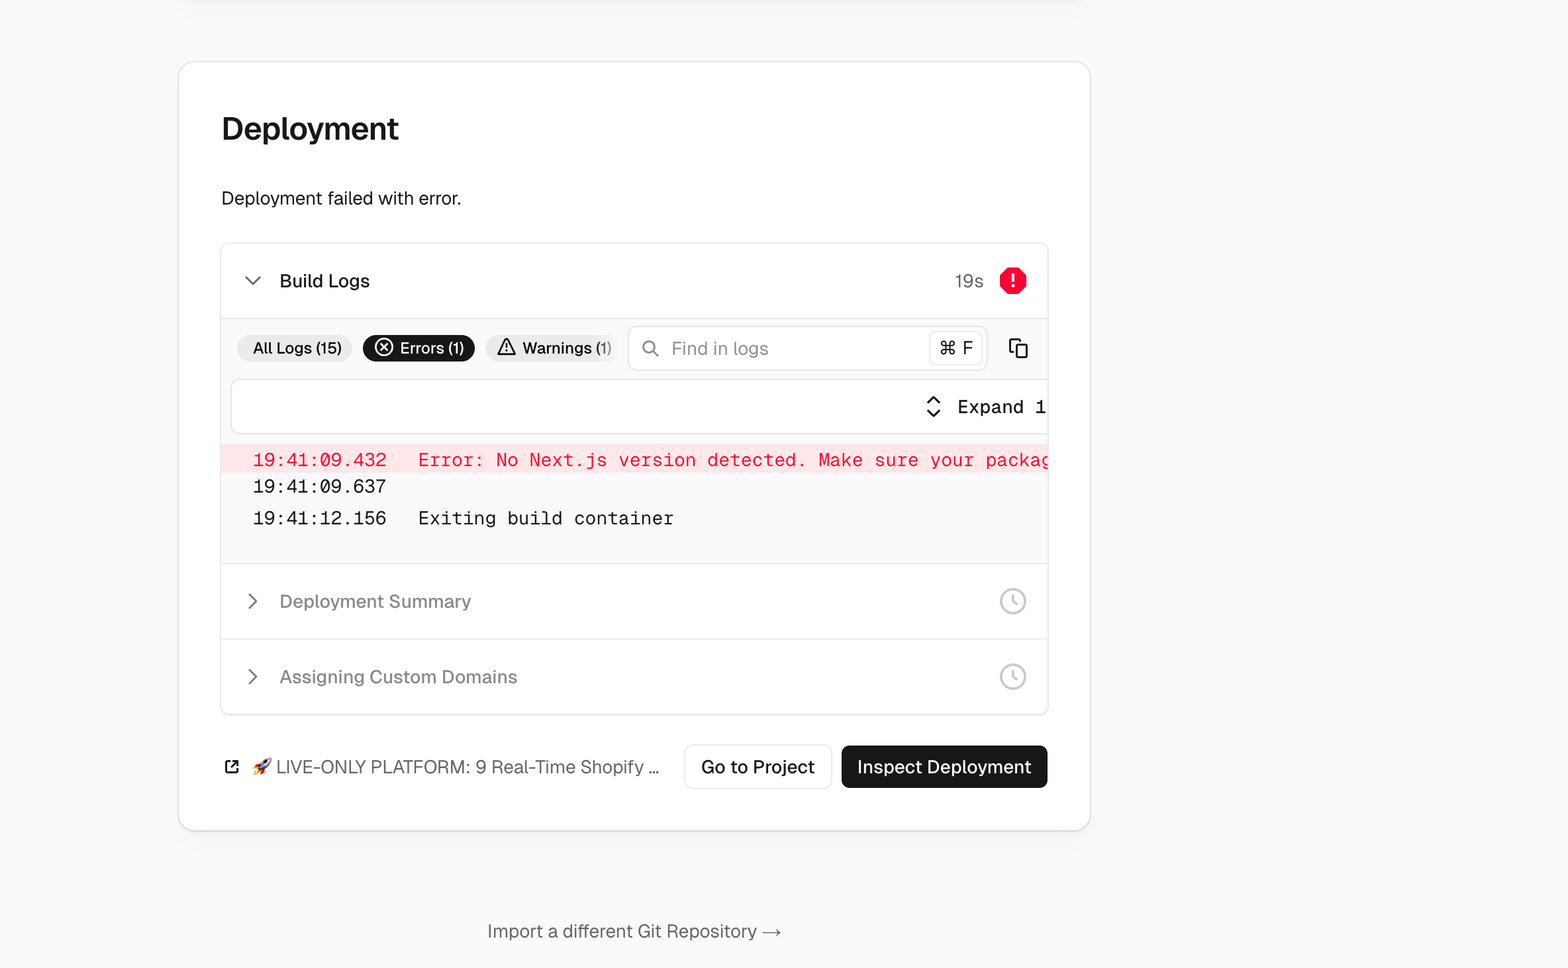 Deployment
Deployment failed with error.
Build Logs 19s
All Logs (15) Errors (1) Warnings (1) Find in logs ⌘ F
Expand 1
19:41:09.432 Error: No Next.js version detected. Make sure your packag
19:41:09.637
19:41:12.156 Exiting build container
Deployment Summary
Assigning Custom Domains
🚀 LIVE-ONLY PLATFORM: 9 Real-Time Shopify ... Go to Project Inspect Deployment
Import a different Git Repository →